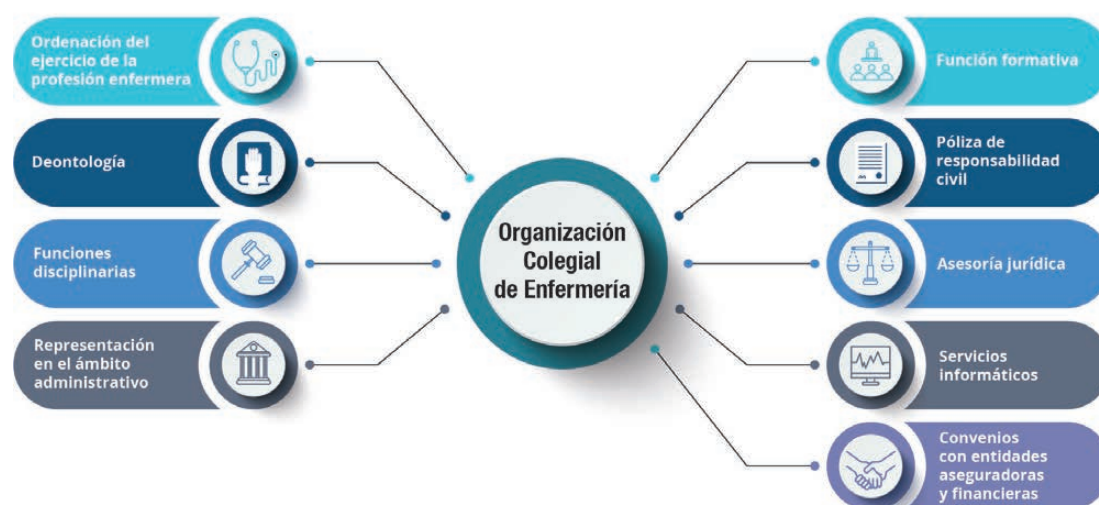 Ordenación del
ejercicio de la
profesión enfermera
Deontología
Funciones
disciplinarias
Representación
en el ámbito
administrativo
Organización
Colegial
de Enfermería
Función formativa
Póliza de
responsabilidad
civil
Asesoría jurídica
Servicios
informáticos
Convenios
con entidades
aseguradoras
y financieras